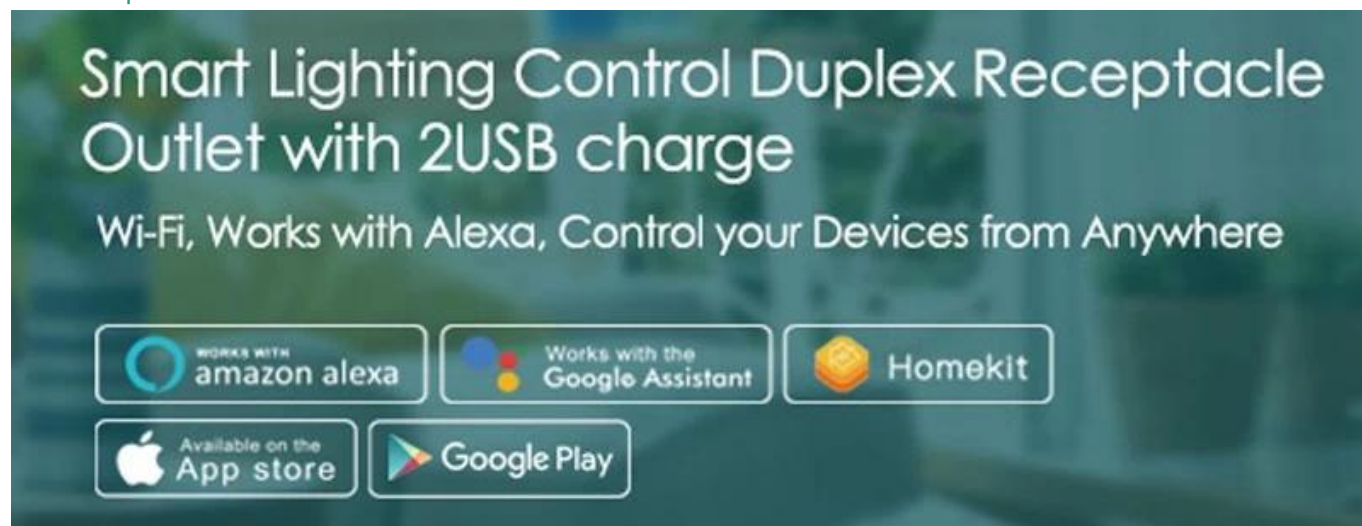 Smart Lighting Control Duplex Receptacle
Outlet with 2USB charge
Wi-Fi, Works with Alexa, Control your Devices from Anywhere
WORKS WITH
amazon alexa
Works with the
Google Assistant
Homekit
Available on the
App store
Google Play